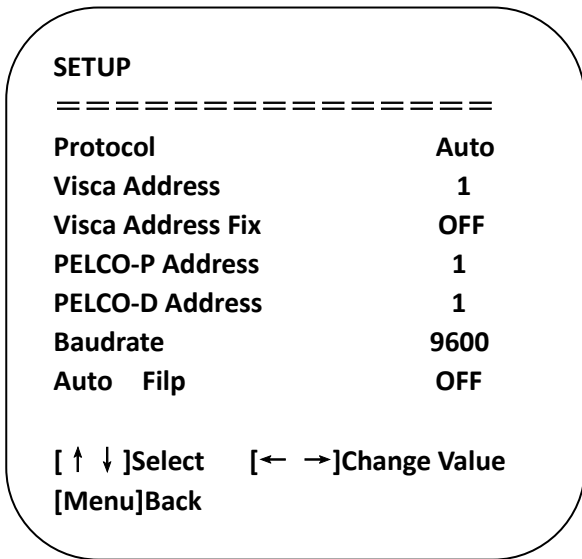 SETUP
===============
Protocol Auto
Visca Address 1
Visca Address Fix OFF
PELCO-P Address 1
PELCO-D Address 1
Baudrate 9600
Auto Filp OFF
[↑ ↓]Select [← →]Change Value
[Menu]Back